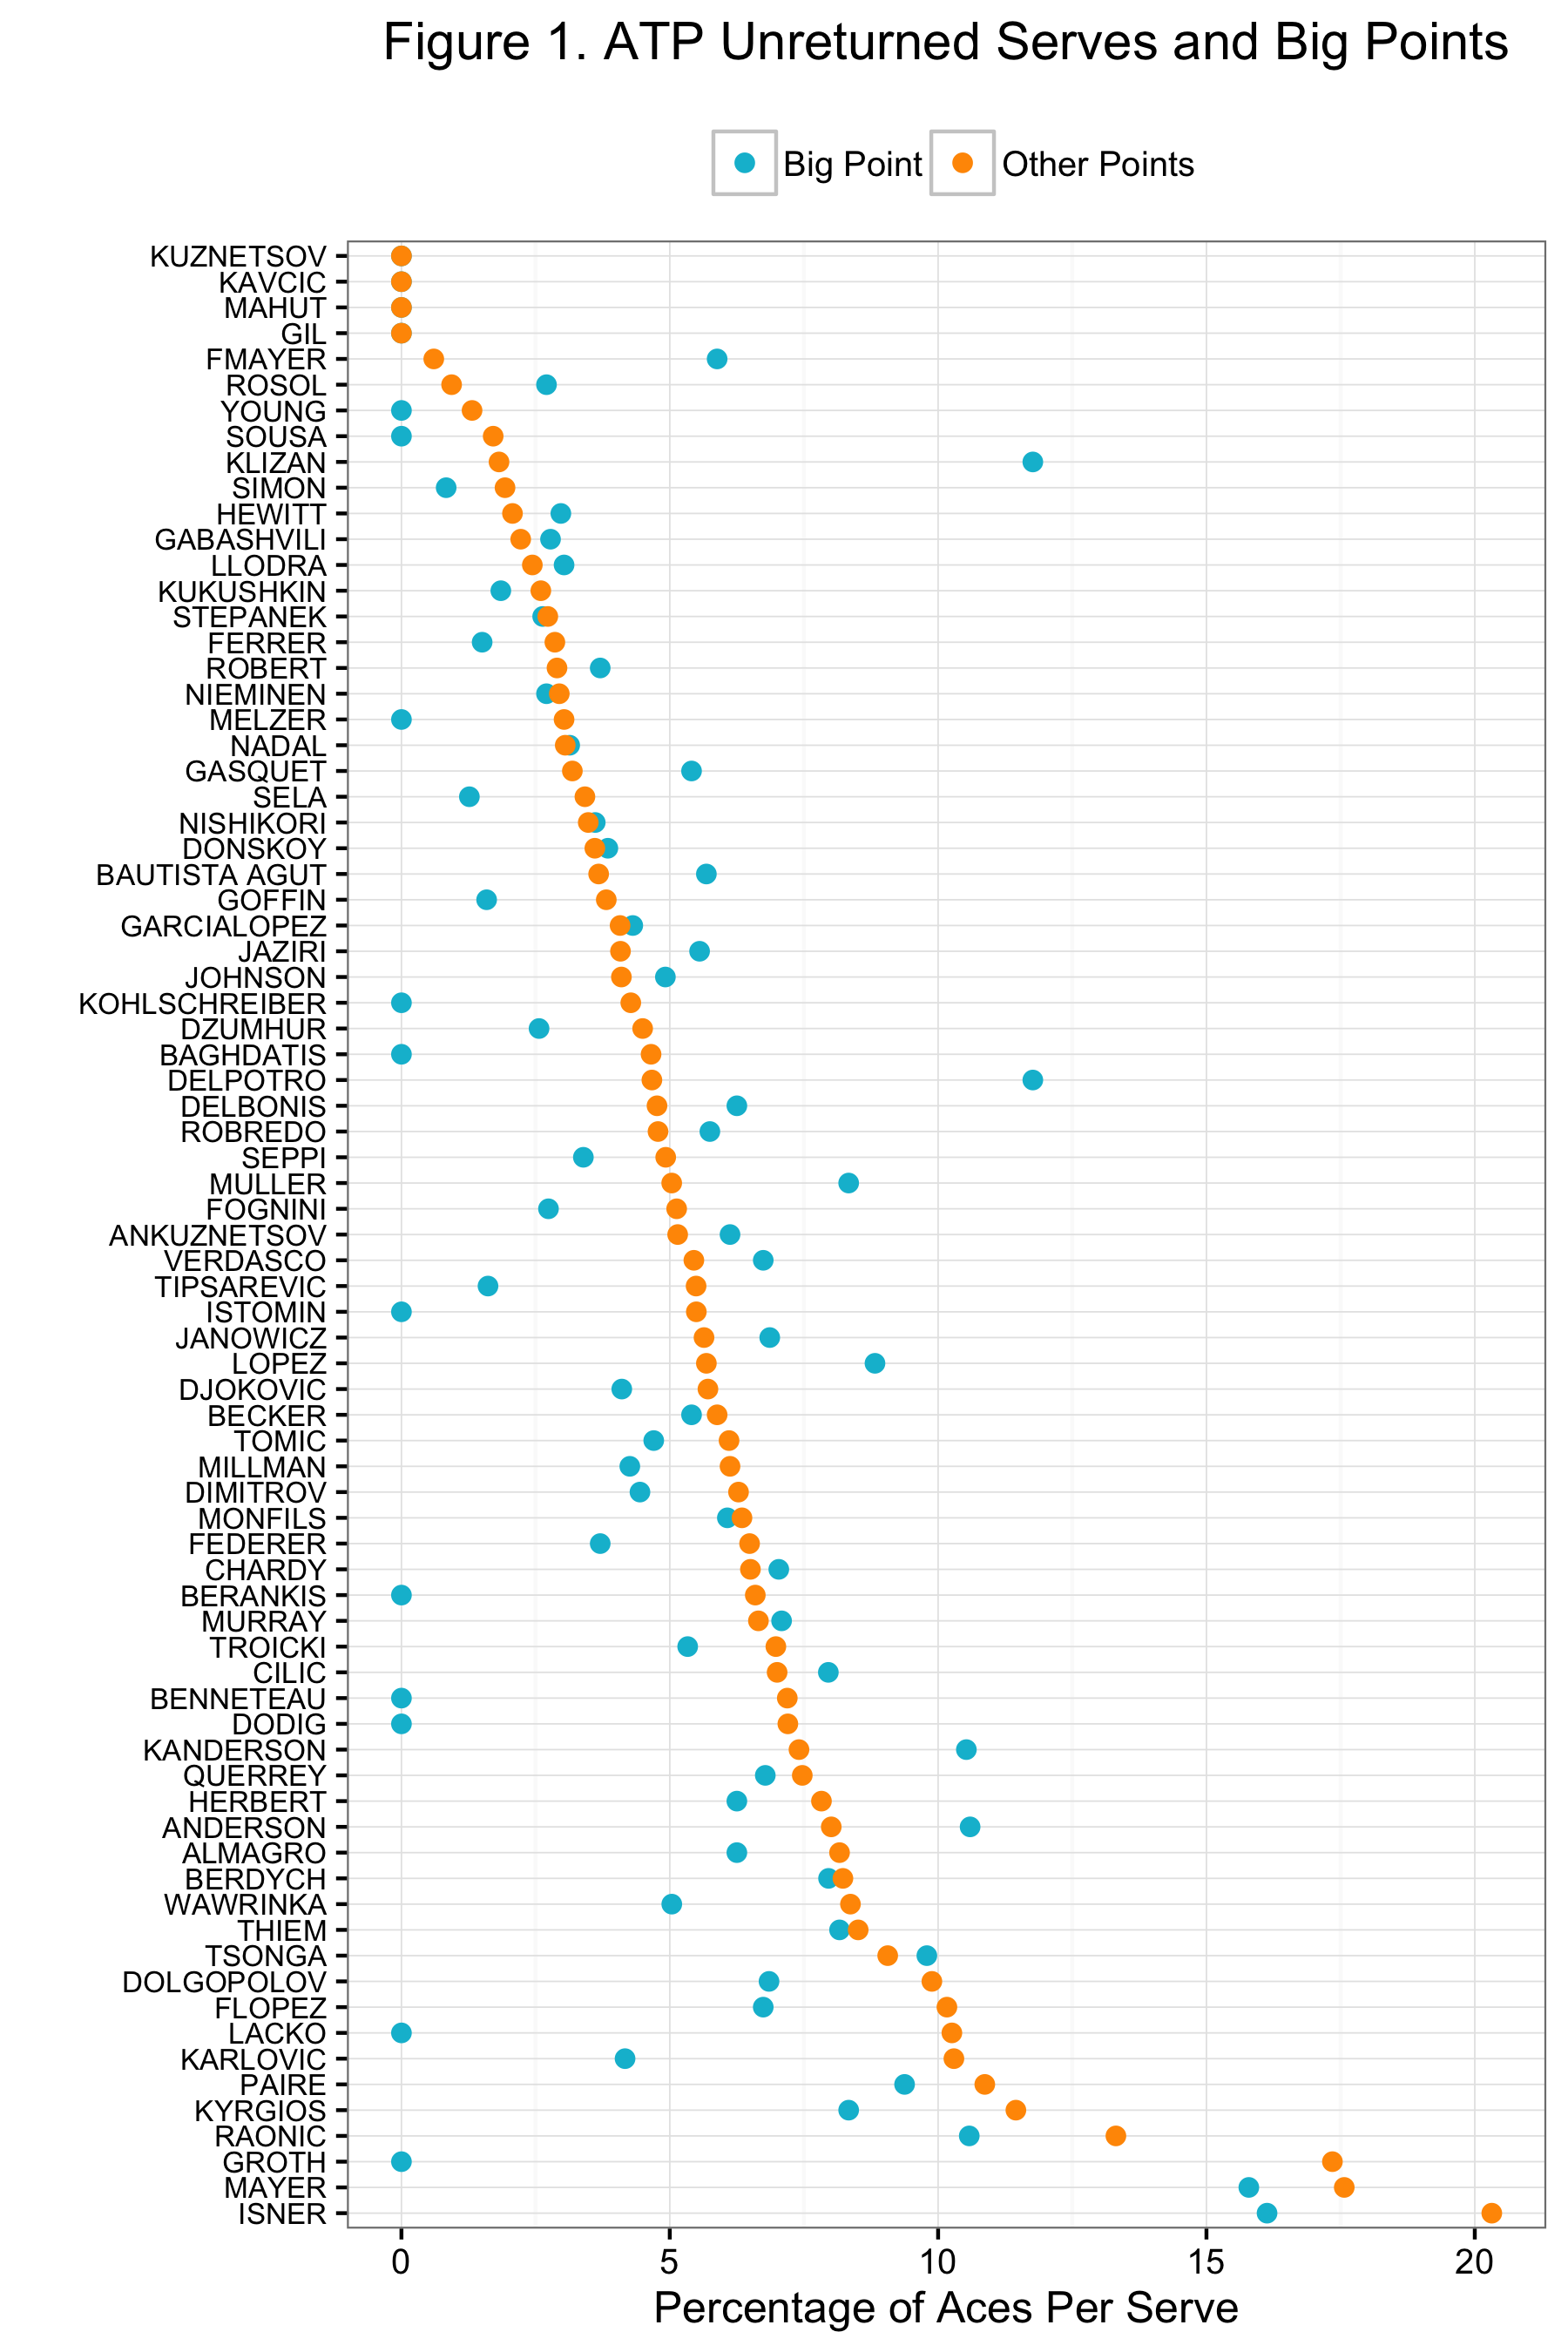 Figure 1. ATP Unreturned Serves and Big Points
Big Point Other Points
KUZNETSOV
KAVCIC
MAHUT
GIL
FMAYER
ROSOL
YOUNG
SOUSA
KLIZAN
SIMON
HEWITT
GABASHVILI
LLODRA
KUKUSHKIN
STEPANEK
FERRER
ROBERT
NIEMINEN
MELZER
NADAL
GASQUET
SELA
NISHIKORI
DONSKOY
BAUTISTA AGUT
GOFFIN
GARCIALOPEZ
JAZIRI
JOHNSON
KOHLSCHREIBER
DZUMHUR
BAGHDATIS
DELPOTRO
DELBONIS
ROBREDO
SEPPI
MULLER
FOGNINI
ANKUZNETSOV
VERDASCO
TIPSAREVIC
ISTOMIN
JANOWICZ
LOPEZ
DJOKOVIC
BECKER
TOMIC
MILLMAN
DIMITROV
MONFILS
FEDERER
CHARDY
BERANKIS
MURRAY
TROICKI
CILIC
BENNETEAU
DODIG
KANDERSON
QUERREY
HERBERT
ANDERSON
ALMAGRO
BERDYCH
WAWRINKA
THIEM
TSONGA
DOLGOPOLOV
FLOPEZ
LACKO
KARLOVIC
PAIRE
KYRGIOS
RAONIC
GROTH
MAYER
ISNER
0 5 10 15 20
Percentage of Aces Per Serve